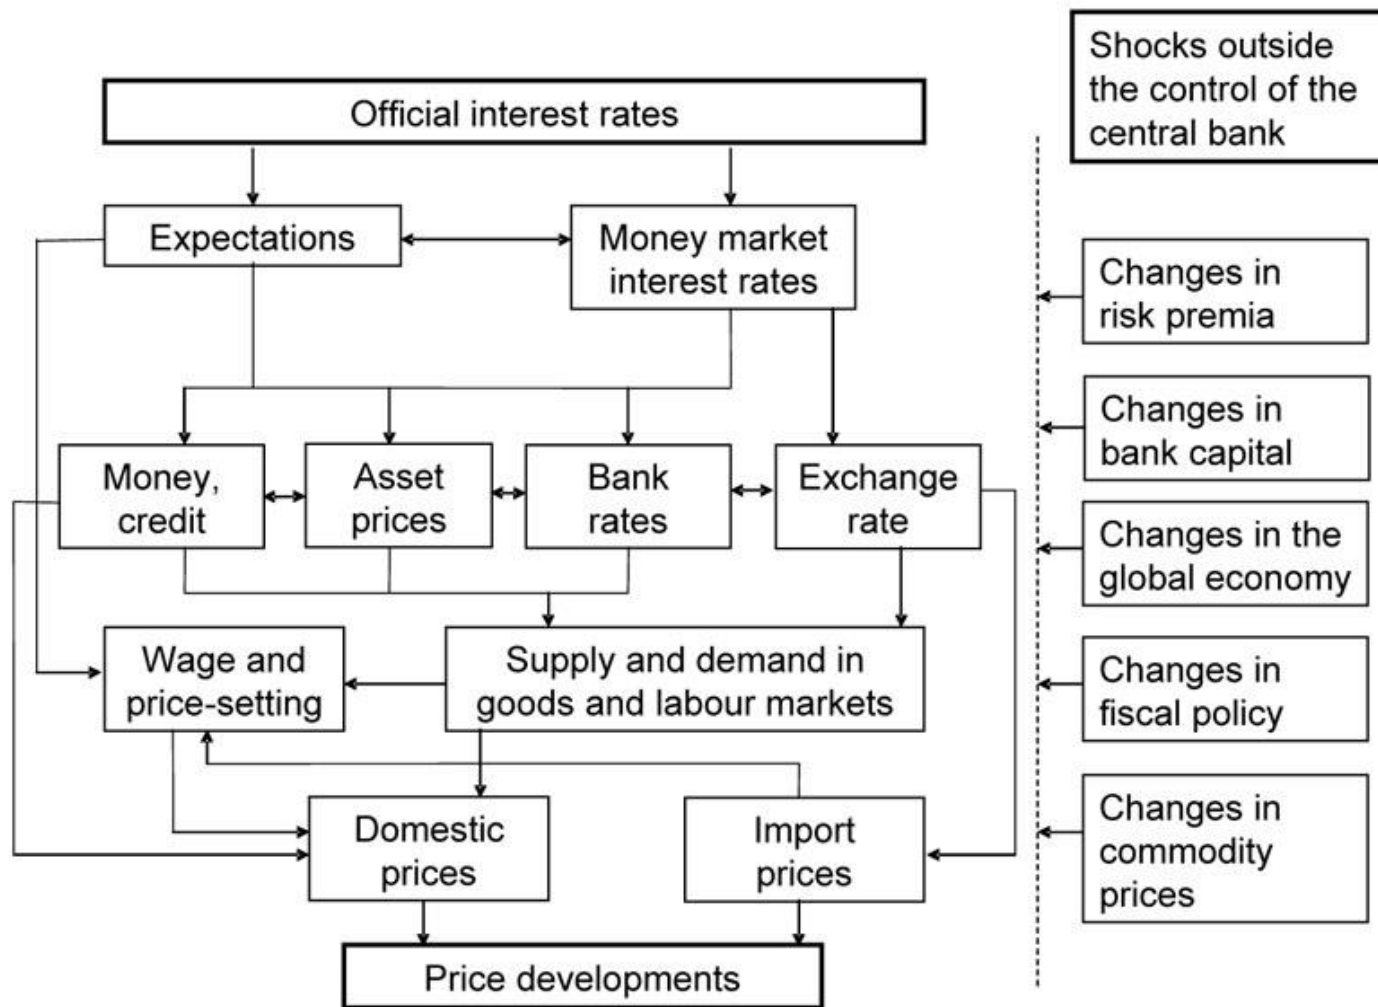 Official interest rates
Expectations
Money market
interest rates
Money,
credit
Asset
prices
Bank
rates
Exchange
rate
Wage and
price-setting
Supply and demand in
goods and labour markets
Domestic
prices
Import
prices
Price developments
Shocks outside
the control of the
central bank
Changes in
risk premia
Changes in
bank capital
Changes in the
global economy
Changes in
fiscal policy
Changes in
commodity
prices